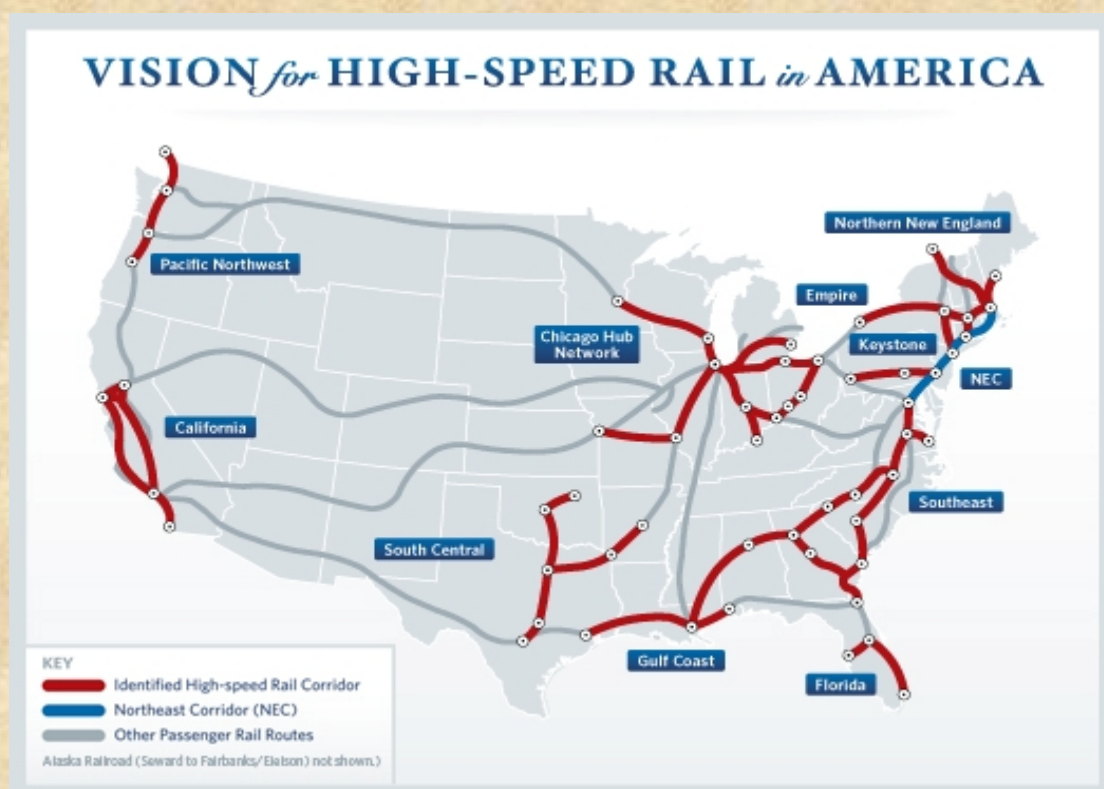 VISION for HIGH-SPEED RAIL in AMERICA
Northern New England
Pacific Northwest
Empire
Chicago Hub
Network
Keystone
NEC
California
Southeast
South Central
Gulf Coast
Florida
KEY
Identified High-speed Rail Corridor
Northeast Corridor (NEC)
Other Passenger Rail Routes
Alaska Railroad (Seward to Fairbanks/Eielson) not shown.)